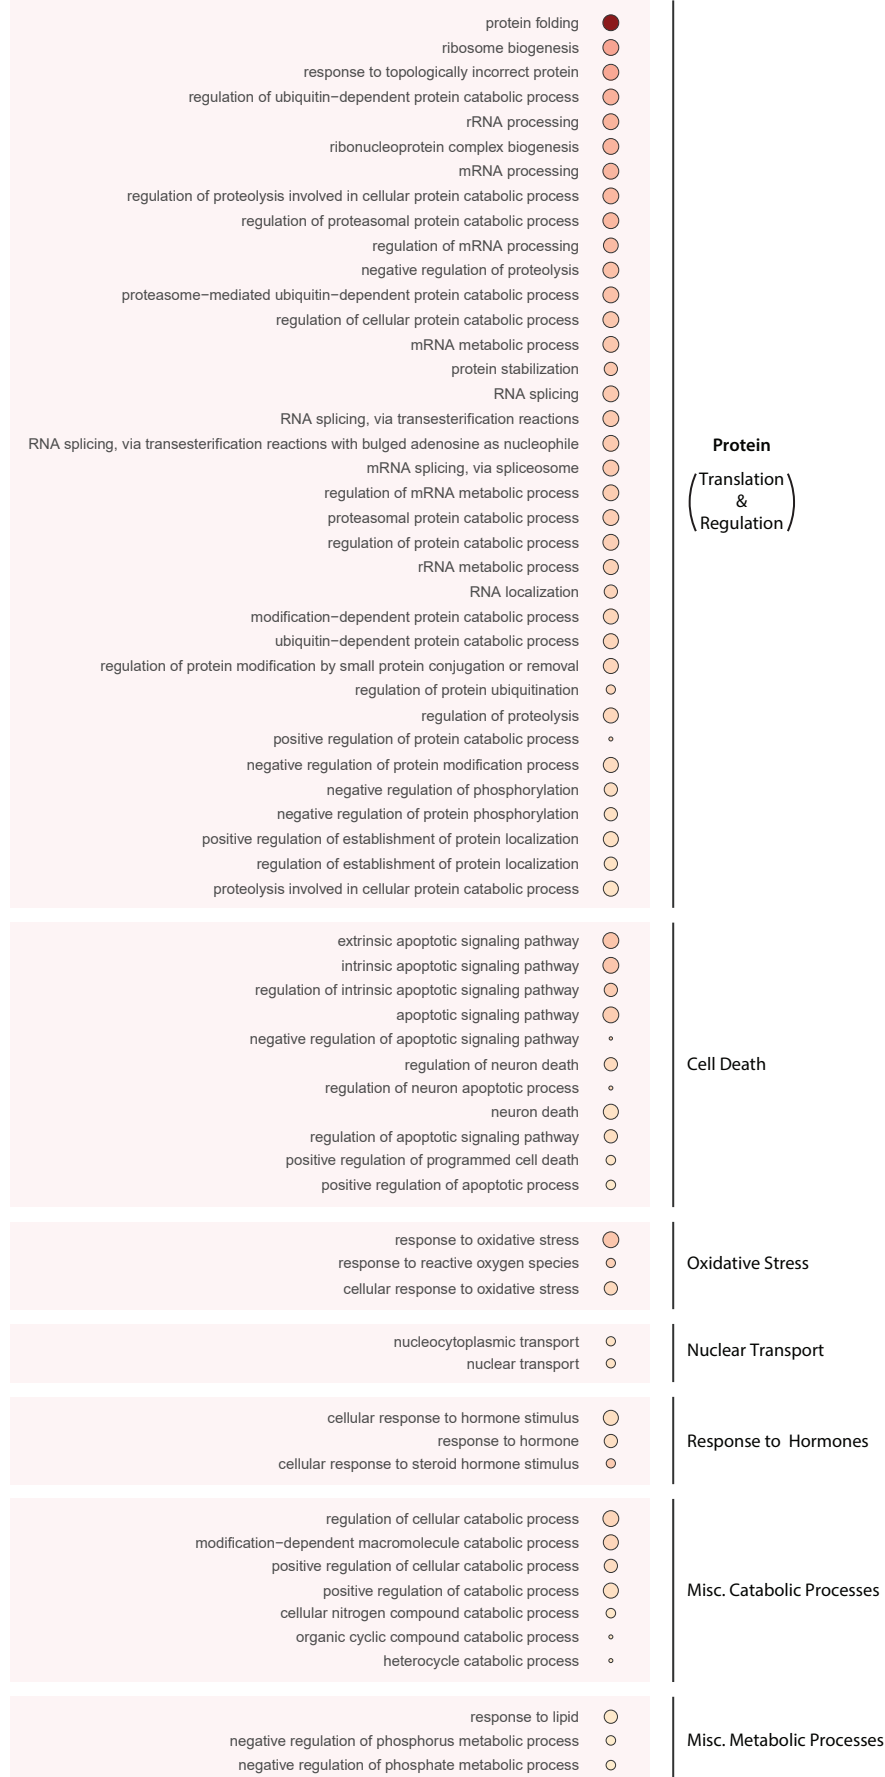 protein folding
ribosome biogenesis
response to topologically incorrect protein
regulation of ubiquitin−dependent protein catabolic process
rRNA processing
ribonucleoprotein complex biogenesis
mRNA processing
regulation of proteolysis involved in cellular protein catabolic process
regulation of proteasomal protein catabolic process
regulation of mRNA processing
negative regulation of proteolysis
proteasome−mediated ubiquitin−dependent protein catabolic process
regulation of cellular protein catabolic process
mRNA metabolic process
protein stabilization
RNA splicing
RNA splicing, via transesterification reactions
RNA splicing, via transesterification reactions with bulged adenosine as nucleophile
mRNA splicing, via spliceosome
regulation of mRNA metabolic process
proteasomal protein catabolic process
regulation of protein catabolic process
rRNA metabolic process
RNA localization
modification−dependent protein catabolic process
ubiquitin−dependent protein catabolic process
regulation of protein modification by small protein conjugation or removal
regulation of protein ubiquitination
regulation of proteolysis
positive regulation of protein catabolic process
negative regulation of protein modification process
negative regulation of phosphorylation
negative regulation of protein phosphorylation
positive regulation of establishment of protein localization
regulation of establishment of protein localization
proteolysis involved in cellular protein catabolic process
Protein
(Translation
&
Regulation)
extrinsic apoptotic signaling pathway
intrinsic apoptotic signaling pathway
regulation of intrinsic apoptotic signaling pathway
apoptotic signaling pathway
negative regulation of apoptotic signaling pathway
regulation of neuron death
regulation of neuron apoptotic process
neuron death
regulation of apoptotic signaling pathway
positive regulation of programmed cell death
positive regulation of apoptotic process
Cell Death
response to oxidative stress
response to reactive oxygen species
cellular response to oxidative stress
Oxidative Stress
nucleocytoplasmic transport
nuclear transport
Nuclear Transport
cellular response to hormone stimulus
response to hormone
cellular response to steroid hormone stimulus
Response to Hormones
regulation of cellular catabolic process
modification−dependent macromolecule catabolic process
positive regulation of cellular catabolic process
positive regulation of catabolic process
cellular nitrogen compound catabolic process
organic cyclic compound catabolic process
heterocycle catabolic process
Misc. Catabolic Processes
response to lipid
negative regulation of phosphorus metabolic process
negative regulation of phosphate metabolic process
Misc. Metabolic Processes